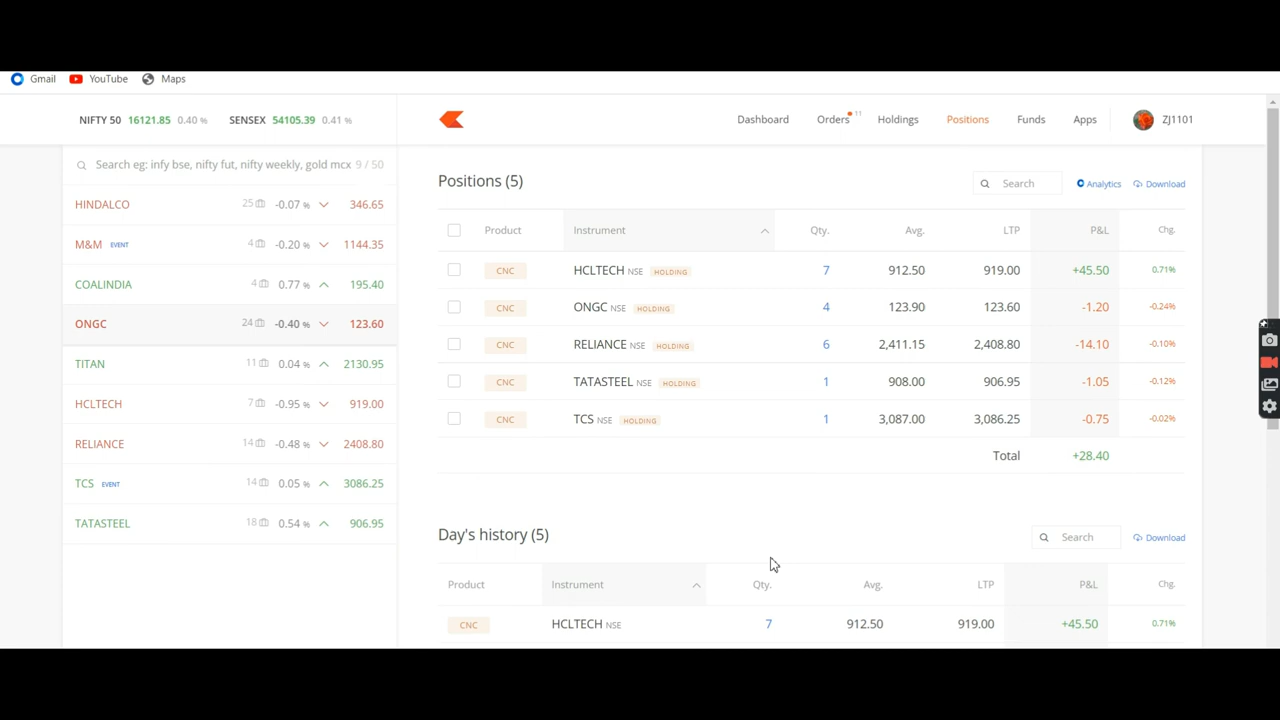 Gmail YouTube Maps
NIFTY 50 16121.85 0.40 % SENSEX 54105.39 0.41 %
Dashboard Orders 11 Holdings Positions Funds Apps ZJ1101
Search eg: infy bse, nifty fut, nifty weekly, gold mcx 9 / 50
HINDALCO 25 -0.07 % 346.65
M&M EVENT 4 -0.20 % 1144.35
COALINDIA 4 0.77 % 195.40
ONGC 24 -0.40 % 123.60
TITAN 11 0.04 % 2130.95
HCLTECH 7 -0.95 % 919.00
RELIANCE 14 -0.48 % 2408.80
TCS EVENT 14 0.05 % 3086.25
TATASTEEL 18 0.54 % 906.95
Positions (5) Search Analytics Download
Product Instrument Qty. Avg. LTP P&L Chg.
CNC HCLTECH NSE HOLDING 7 912.50 919.00 +45.50 0.71%
CNC ONGC NSE HOLDING 4 123.90 123.60 -1.20 -0.24%
CNC RELIANCE NSE HOLDING 6 2,411.15 2,408.80 -14.10 -0.10%
CNC TATASTEEL NSE HOLDING 1 908.00 906.95 -1.05 -0.12%
CNC TCS NSE HOLDING 1 3,087.00 3,086.25 -0.75 -0.02%
Total +28.40
Day's history (5) Search Download
Product Instrument Qty. Avg. LTP P&L Chg.
CNC HCLTECH NSE 7 912.50 919.00 +45.50 0.71%